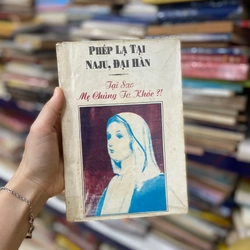 PHÉP LẠ TẠI
NAJU, ĐẠI HÀN
Tại Sao
Mẹ Chúng Ta Khóc?!